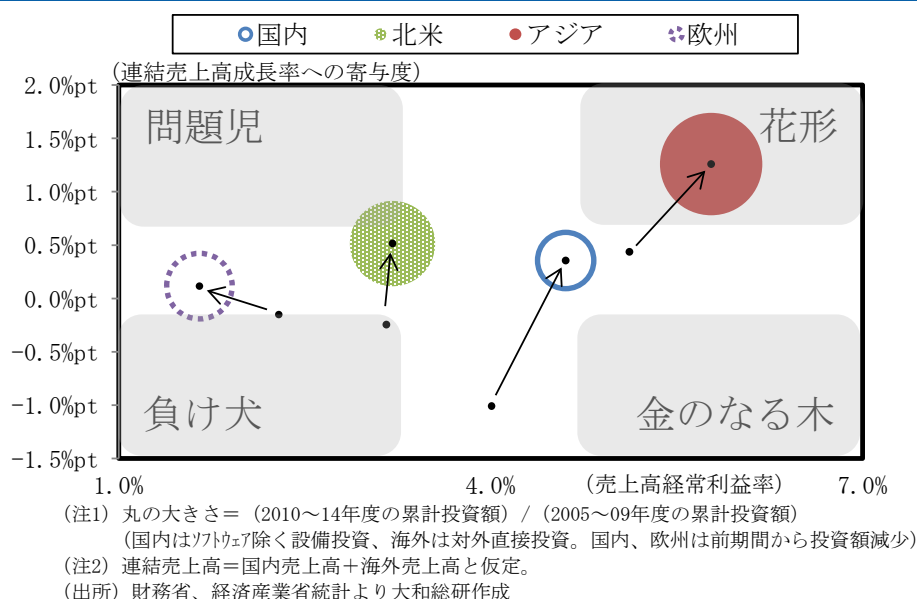 国内 北米 アジア 欧州
(連結売上高成長率への寄与度)
2.0%pt
問題児 花形
1.5%pt
1.0%pt
0.5%pt
0.0%pt
-0.5%pt
-1.0%pt
負け犬 金のなる木
-1.5%pt
1.0% 4.0% (売上高経常利益率) 7.0%
(注1) 丸の大きさ＝(2010～14年度の累計投資額)/(2005～09年度の累計投資額)
(国内はソフトウェア除く設備投資、海外は対外直接投資。国内、欧州は前期間から投資額減少)
(注2) 連結売上高＝国内売上高＋海外売上高と仮定。
(出所) 財務省、経済産業省統計より大和総研作成